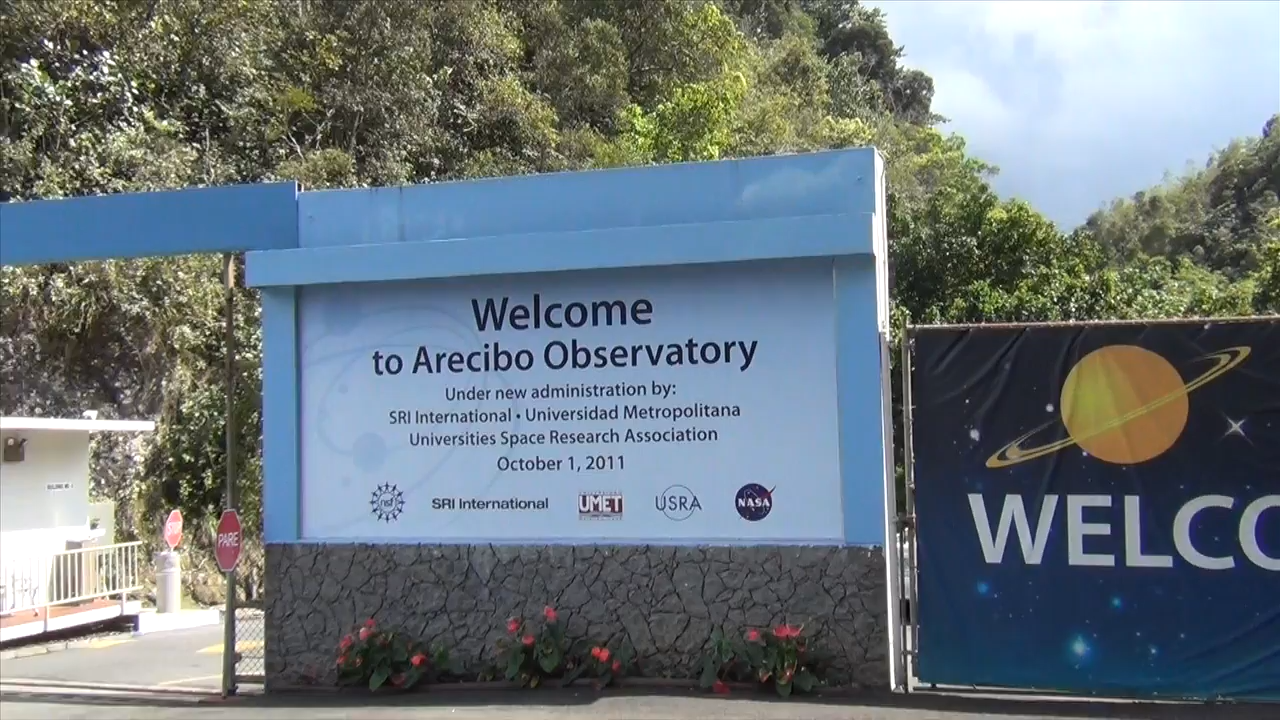 Welcome
to Arecibo Observatory
Under new administration by:
SRI International • Universidad Metropolitana
Universities Space Research Association
October 1, 2011
nsf
SRI International
UMET
USRA
NASA
PARE
WELCO